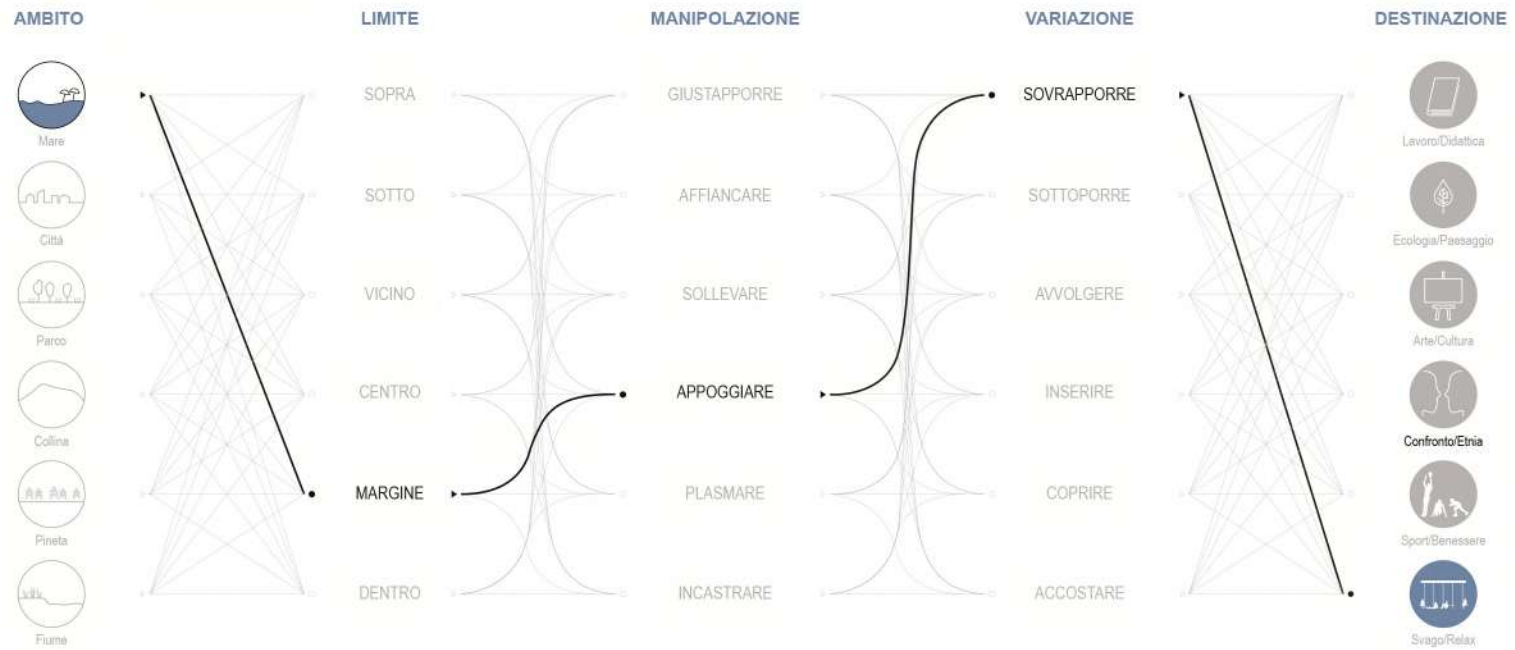 AMBITO LIMITE MANIPOLAZIONE VARIAZIONE DESTINAZIONE
SOPRA GIUSTAPPORRE SOVRAPPORRE
Mare Lavoro/Didattica
SOTTO AFFIANCARE SOTTOPORRE
Città Ecologia/Paesaggio
VICINO SOLLEVARE AVVOLGERE
Parco Arte/Cultura
CENTRO APPOGGIARE INSERIRE
Collina Confronto/Etnia
MARGINE PLASMARE COPRIRE
Pineta Sport/Benessere
DENTRO INCASTRARE ACCOSTARE
Fiume Svago/Relax